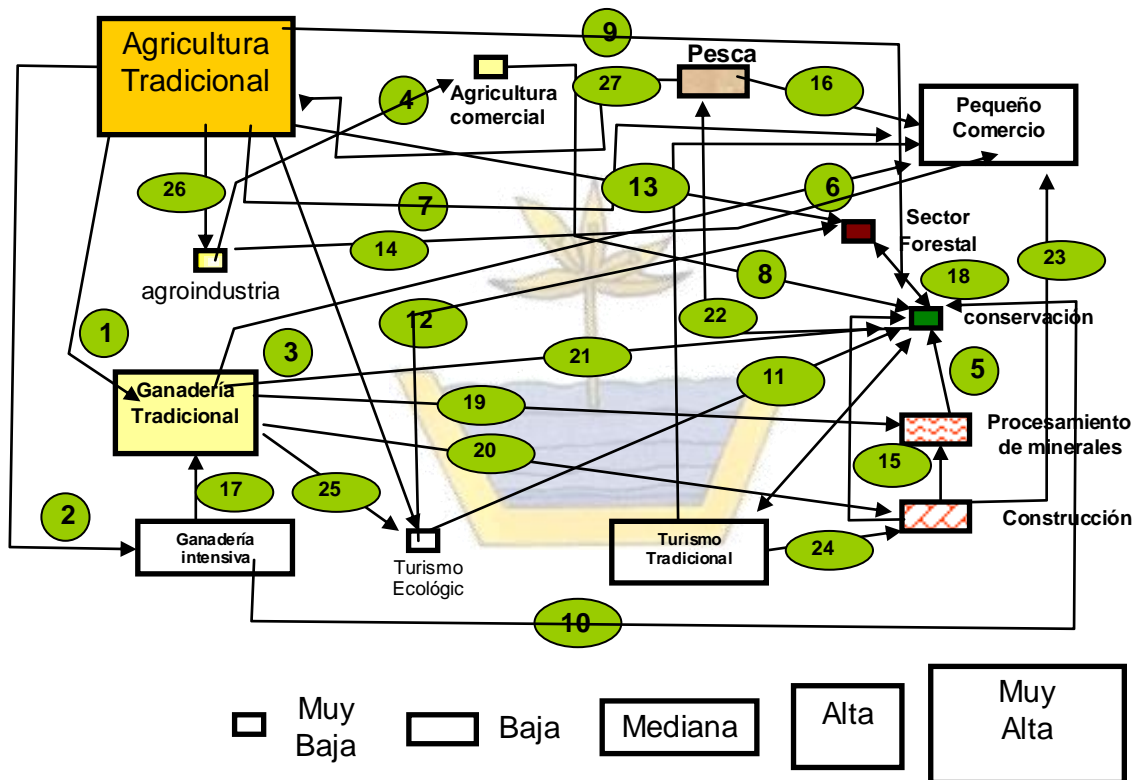 Agricultura
Tradicional
9
Pesca
4
Agricultura
comercial
27
16
Pequeño
Comercio
26
7
13
6
14
Sector
Forestal
agroindustria
8
18
23
1
12
22
conservación
3
21
11
5
Ganadería
Tradicional
19
Procesamiento
de minerales
20
15
2
17
25
Ganadería
intensiva
Turismo
Ecológic
Turismo
Tradicional
24
Construcción
10
Muy
Baja
Baja
Mediana
Alta
Muy
Alta